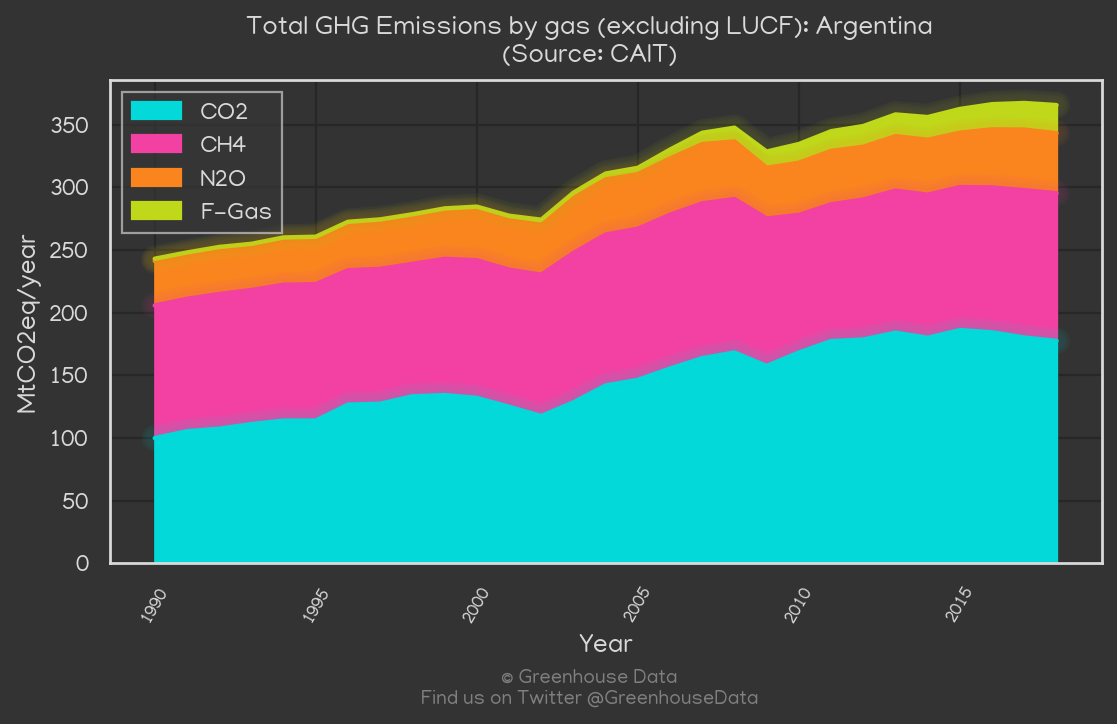 Total GHG Emissions by gas (excluding LUCF): Argentina
(Source: CAIT)
CO2
CH4
N2O
F-Gas
MtCO2eq/year
350
300
250
200
150
100
50
0
1990
1995
2000
2005
2010
2015
Year
© Greenhouse Data
Find us on Twitter @GreenhouseData